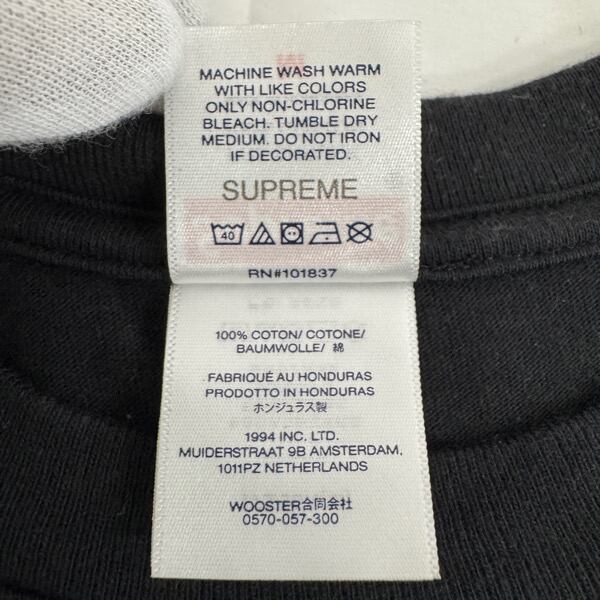 MACHINE WASH WARM
WITH LIKE COLORS
ONLY NON-CHLORINE
BLEACH. TUMBLE DRY
MEDIUM. DO NOT IRON
IF DECORATED.
SUPREME
40
RN#101837
100% COTTON/ COTONE/
BAUMWOLLE/ 綿
FABRIQUÉ AU HONDURAS
PRODOTTO IN HONDURAS
ホンジュラス製
1994 INC. LTD.
MUIDERSTRAAT 9B AMSTERDAM,
1011PZ NETHERLANDS
WOOSTER合同会社
0570-057-300